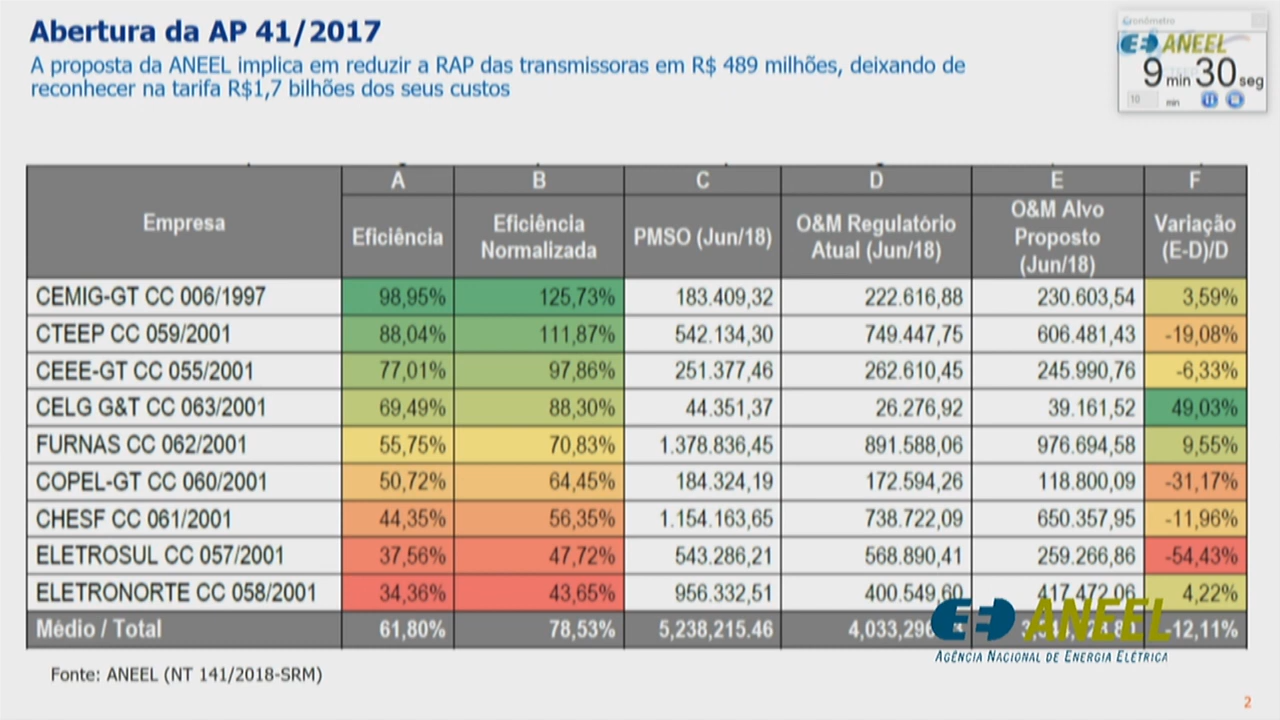 Abertura da AP 41/2017
A proposta da ANEEL implica em reduzir a RAP das transmissoras em R$ 489 milhões, deixando de
reconhecer na tarifa R$1,7 bilhões dos seus custos
Cronômetro
ANEEL
9 min 30 seg
10 min
Empresa A B C D E F
Eficiência Eficiência Normalizada PMSO (Jun/18) O&M Regulatório Atual (Jun/18) O&M Alvo Proposto (Jun/18) Variação (E-D)/D
CEMIG-GT CC 006/1997 98,95% 125,73% 183.409,32 222.616,88 230.603,54 3,59%
CTEEP CC 059/2001 88,04% 111,87% 542.134,30 749.447,75 606.481,43 -19,08%
CEEE-GT CC 055/2001 77,01% 97,86% 251.377,46 262.610,45 245.990,76 -6,33%
CELG G&T CC 063/2001 69,49% 88,30% 44.351,37 26.276,92 39.161,52 49,03%
FURNAS CC 062/2001 55,75% 70,83% 1.378.836,45 891.588,06 976.694,58 9,55%
COPEL-GT CC 060/2001 50,72% 64,45% 184.324,19 172.594,26 118.800,09 -31,17%
CHESF CC 061/2001 44,35% 56,35% 1.154.163,65 738.722,09 650.357,95 -11,96%
ELETROSUL CC 057/2001 37,56% 47,72% 543.286,21 568.890,41 259.266,86 -54,43%
ELETRONORTE CC 058/2001 34,36% 43,65% 956.332,51 400.549,60 417.472,06 4,22%
Médio / Total 61,80% 78,53% 5,238,215.46 -12,11%
ANEEL
AGÊNCIA NACIONAL DE ENERGIA ELÉTRICA
Fonte: ANEEL (NT 141/2018-SRM)
2